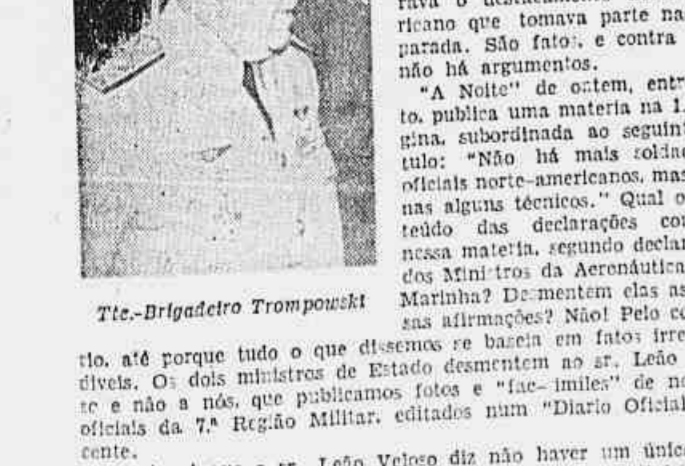 rava o destacamento
ricano que tomava parte na
parada. São fatos, e contra
não há argumentos.
"A Noite" de ontem, entr
to, publica uma materia na 1.
gina, subordinada ao seguint
tulo: "Não há mais soldad
oficiais norte-americanos, mas
nas alguns técnicos." Qual o
teúdo das declarações con
nessa materia, segundo declar
dos Ministros da Aeronáutica
Marinha? Desmentem elas as
sas afirmações? Não! Pelo co
Tte.-Brigadeiro Trompowski
rio, até porque tudo o que dissemos se baseia em fatos irre
diveis. Os dois ministros de Estado desmentem ao sr. Leão
so e não a nós, que publicamos fotos e "fac-similes" de no
oficiais da 7.ª Região Militar, editados num "Diario Oficial
cente.
sr. Leão Veloso diz não haver um únic